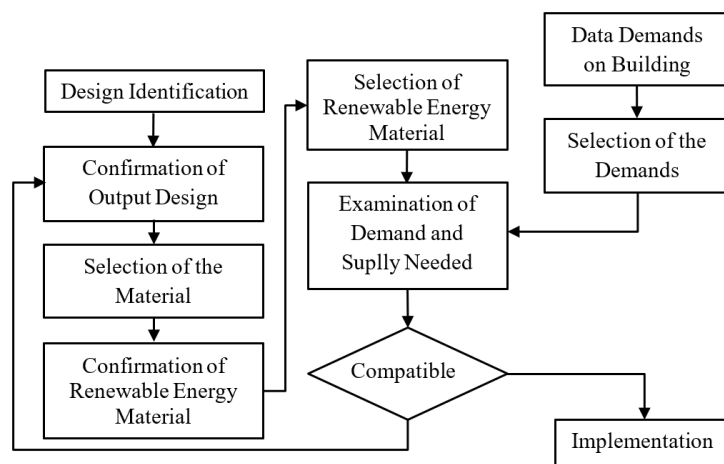 Design Identification
Confirmation of
Output Design
Selection of the
Material
Confirmation of
Renewable Energy
Material
Selection of
Renewable Energy
Material
Examination of
Demand and
Suplly Needed
Compatible
Data Demands
on Building
Selection of the
Demands
Implementation